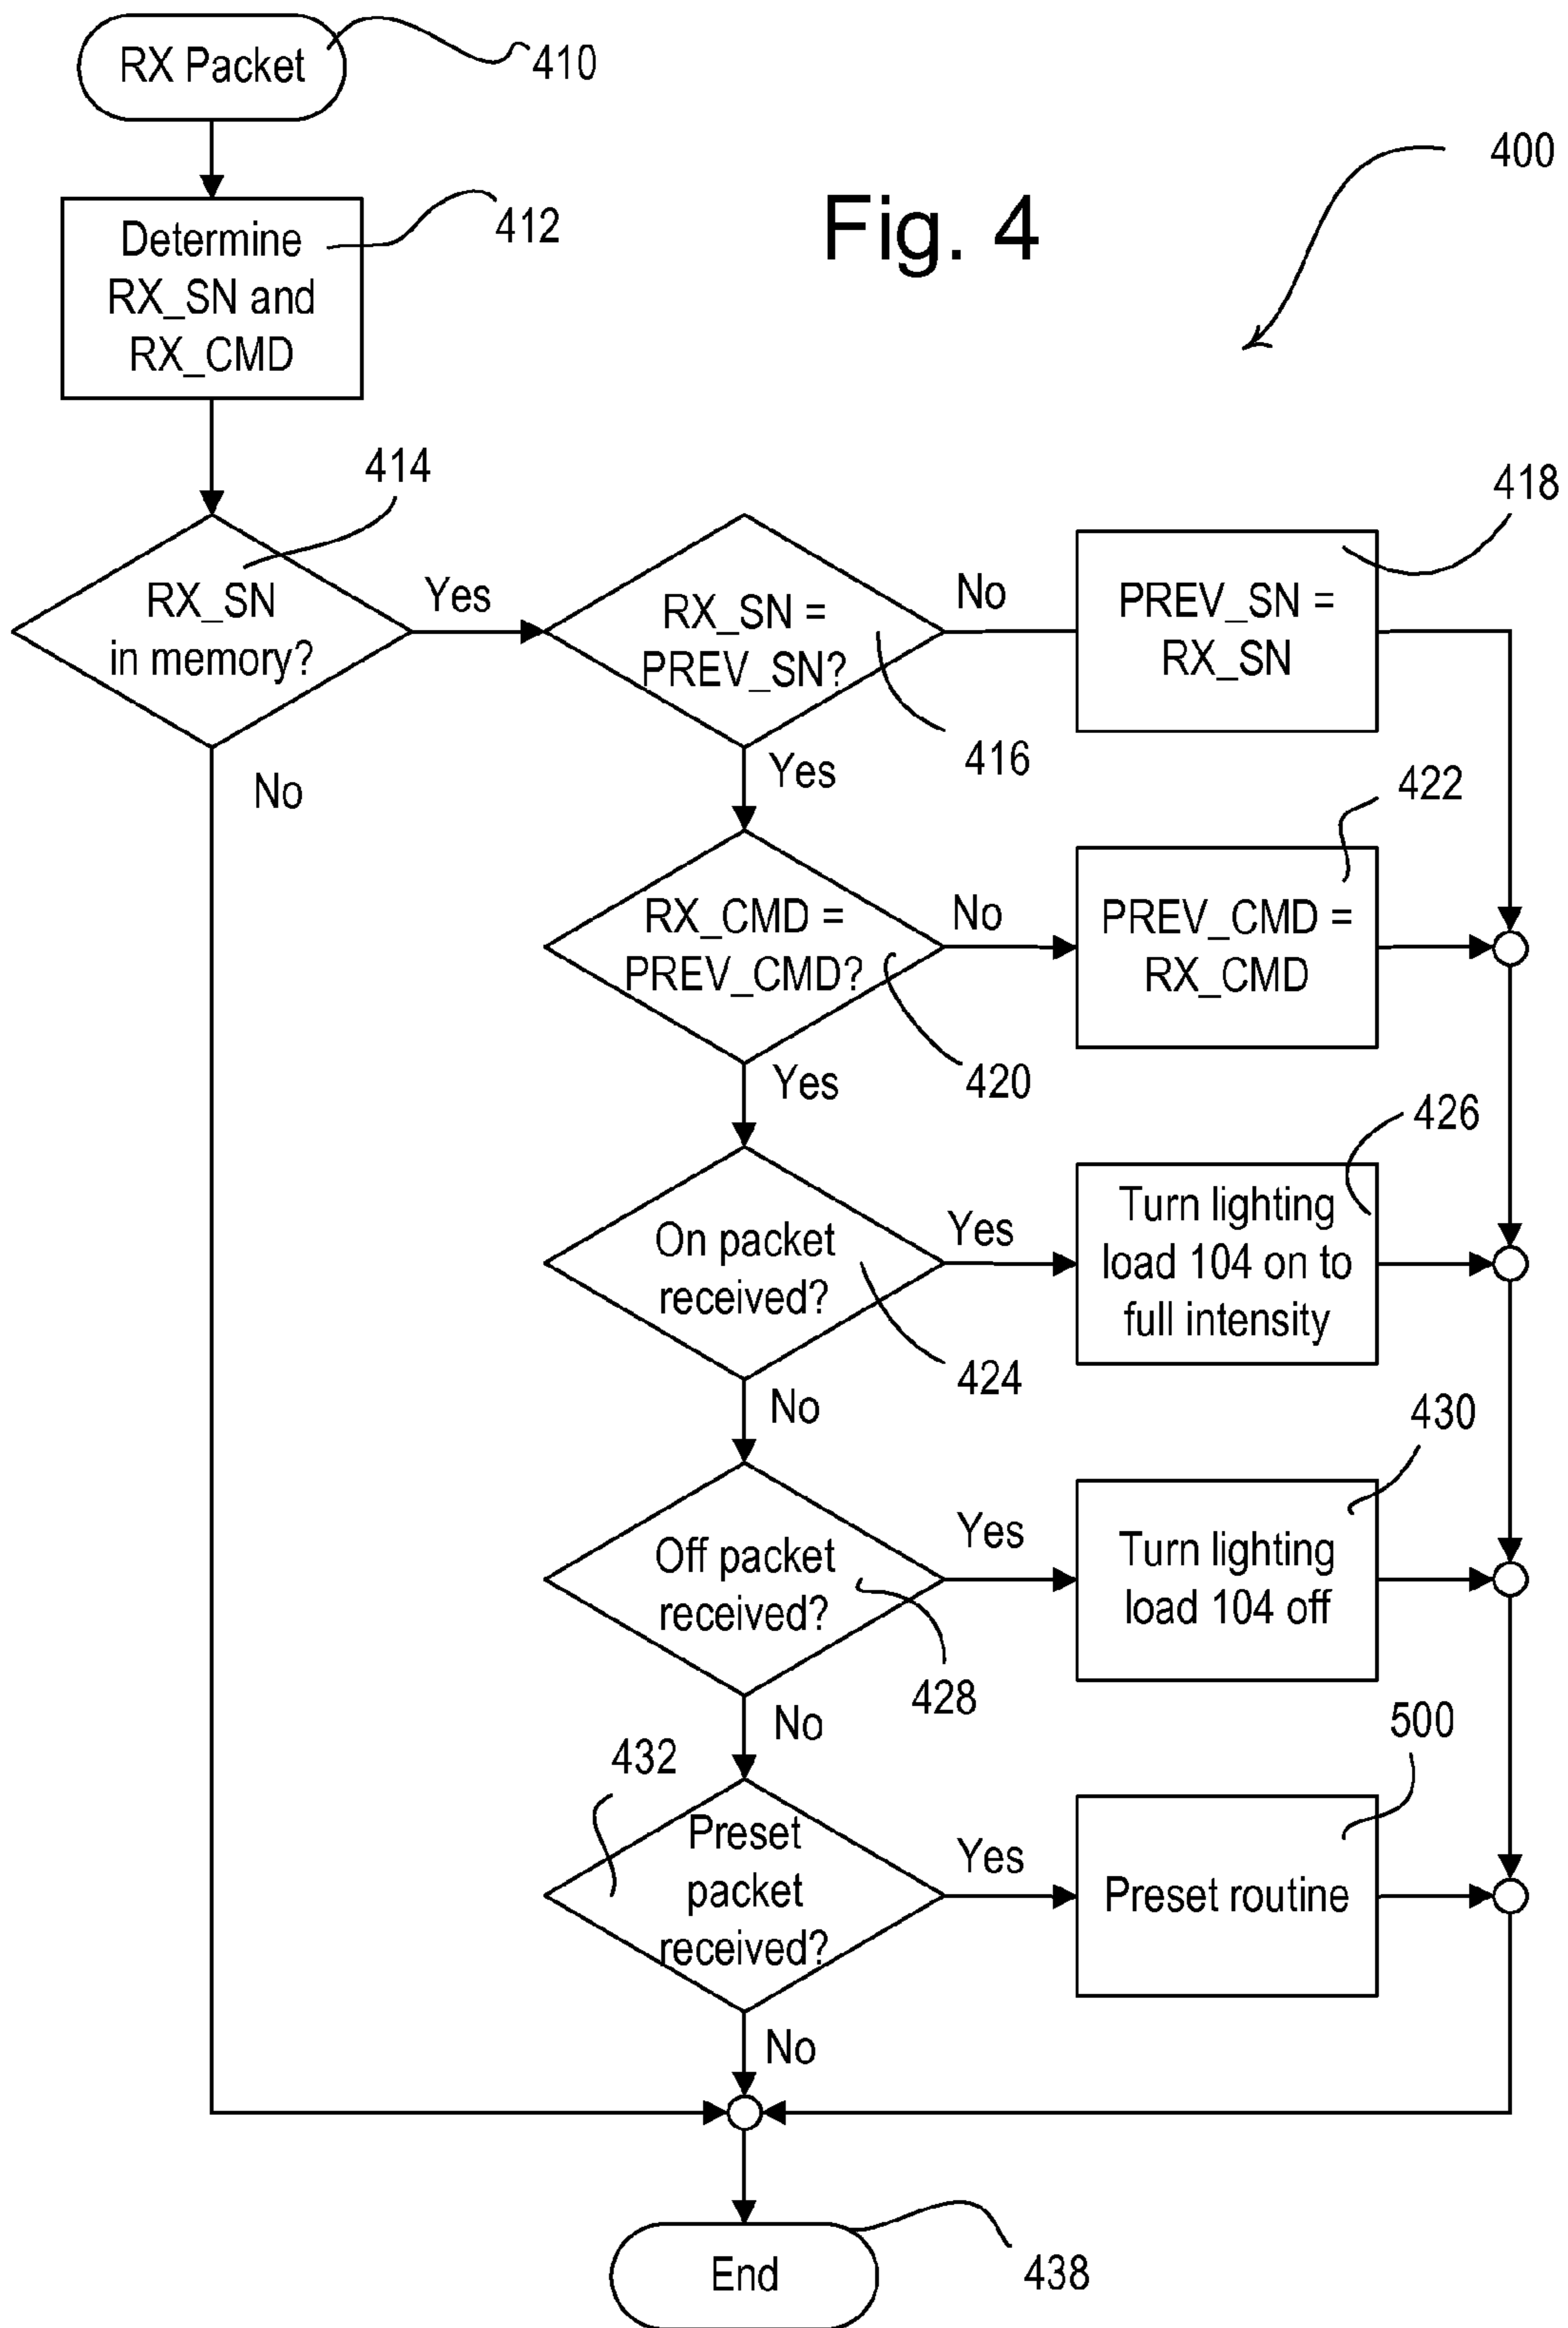 RX Packet
410
400
Fig. 4
Determine
RX_SN and
RX_CMD
412
414
RX_SN
in memory?
Yes
No
RX_SN =
PREV_SN?
416
No
Yes
PREV_SN =
RX_SN
418
RX_CMD =
PREV_CMD?
420
No
Yes
PREV_CMD =
RX_CMD
422
On packet
received?
424
Yes
No
Turn lighting
load 104 on to
full intensity
426
Off packet
received?
428
Yes
No
Turn lighting
load 104 off
430
432
Preset
packet
received?
Yes
No
Preset routine
500
End
438